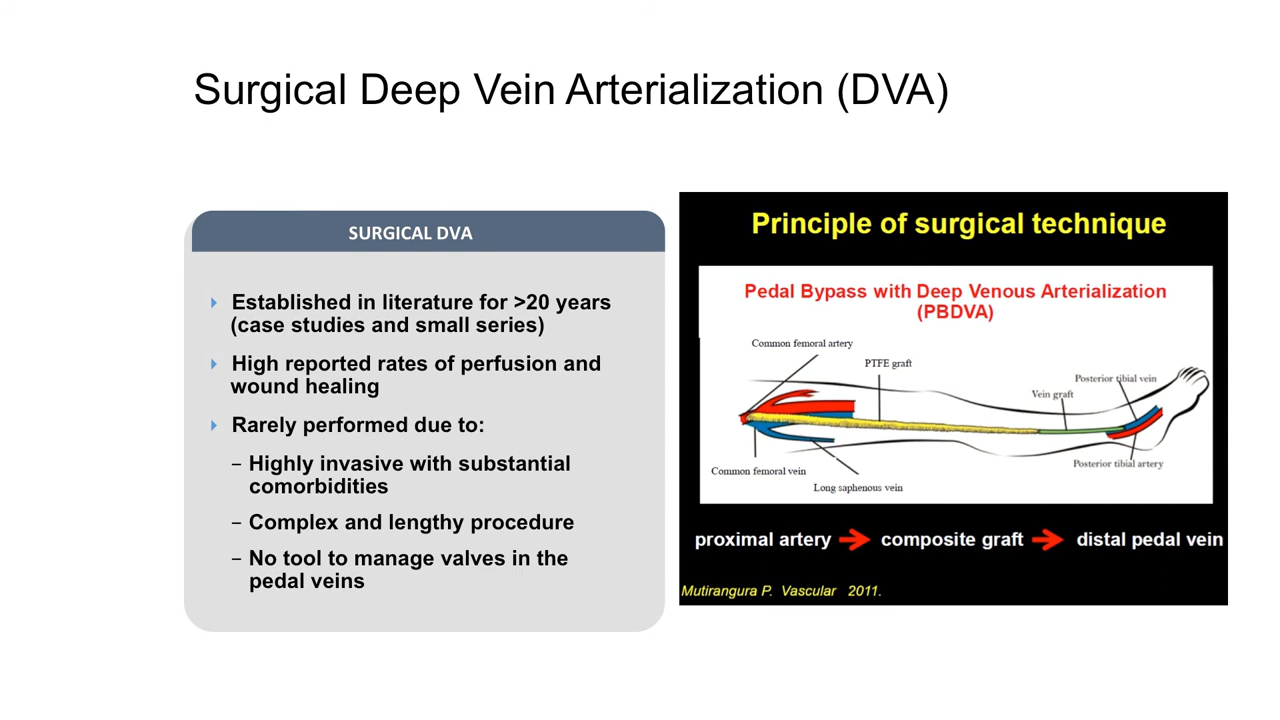 Surgical Deep Vein Arterialization (DVA)
SURGICAL DVA
Established in literature for >20 years
(case studies and small series)
High reported rates of perfusion and
wound healing
Rarely performed due to:
– Highly invasive with substantial
comorbidities
– Complex and lengthy procedure
– No tool to manage valves in the
pedal veins
Principle of surgical technique
Pedal Bypass with Deep Venous Arterialization
(PBDVA)
Common femoral artery
PTFE graft
Posterior tibial vein
Vein graft
Common femoral vein
Long saphenous vein
Posterior tibial artery
proximal artery composite graft distal pedal vein
Mutirangura P. Vascular 2011.